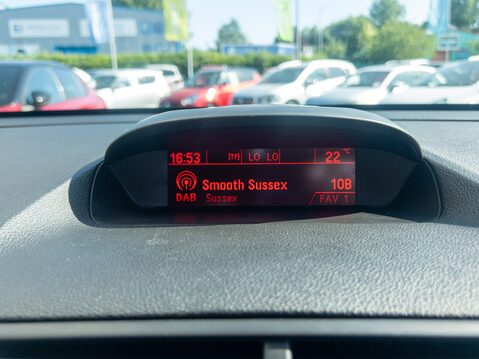 16:53 [TP] LO LO 22°C
Smooth Sussex 10B
DAB Sussex FAV 1